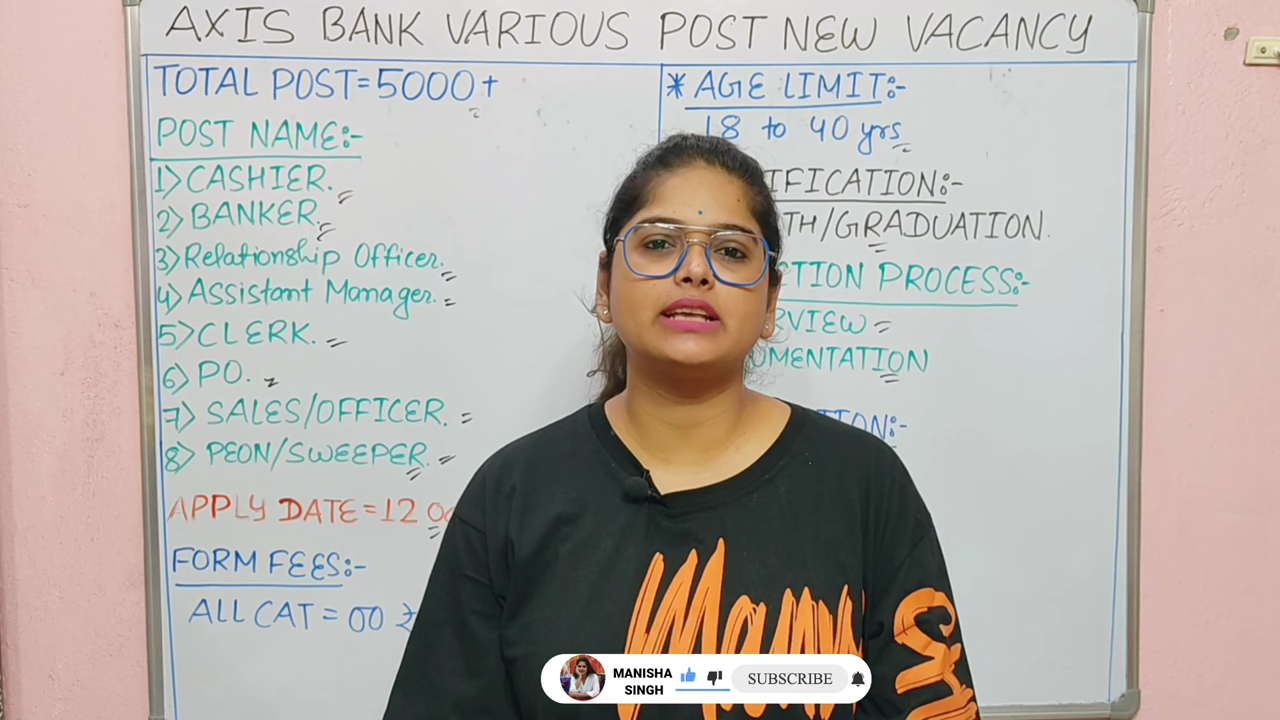 AXIS BANK VARIOUS POST NEW VACANCY
TOTAL POST=5000+
POST NAME:-
1) CASHIER.
2) BANKER.
3) Relationship Officer.
4) Assistant Manager.
5) CLERK.
6) PO.
7) SALES/OFFICER.
8) PEON/SWEEPER.
APPLY DATE=12
FORM FEES:-
ALL CAT = 00 ₹
* AGE LIMIT:-
18 to 40 yrs
IFICATION:-
TH/GRADUATION.
CTION PROCESS:-
RVIEW
UMENTATION
TION:-
MANISHA
SINGH
SUBSCRIBE